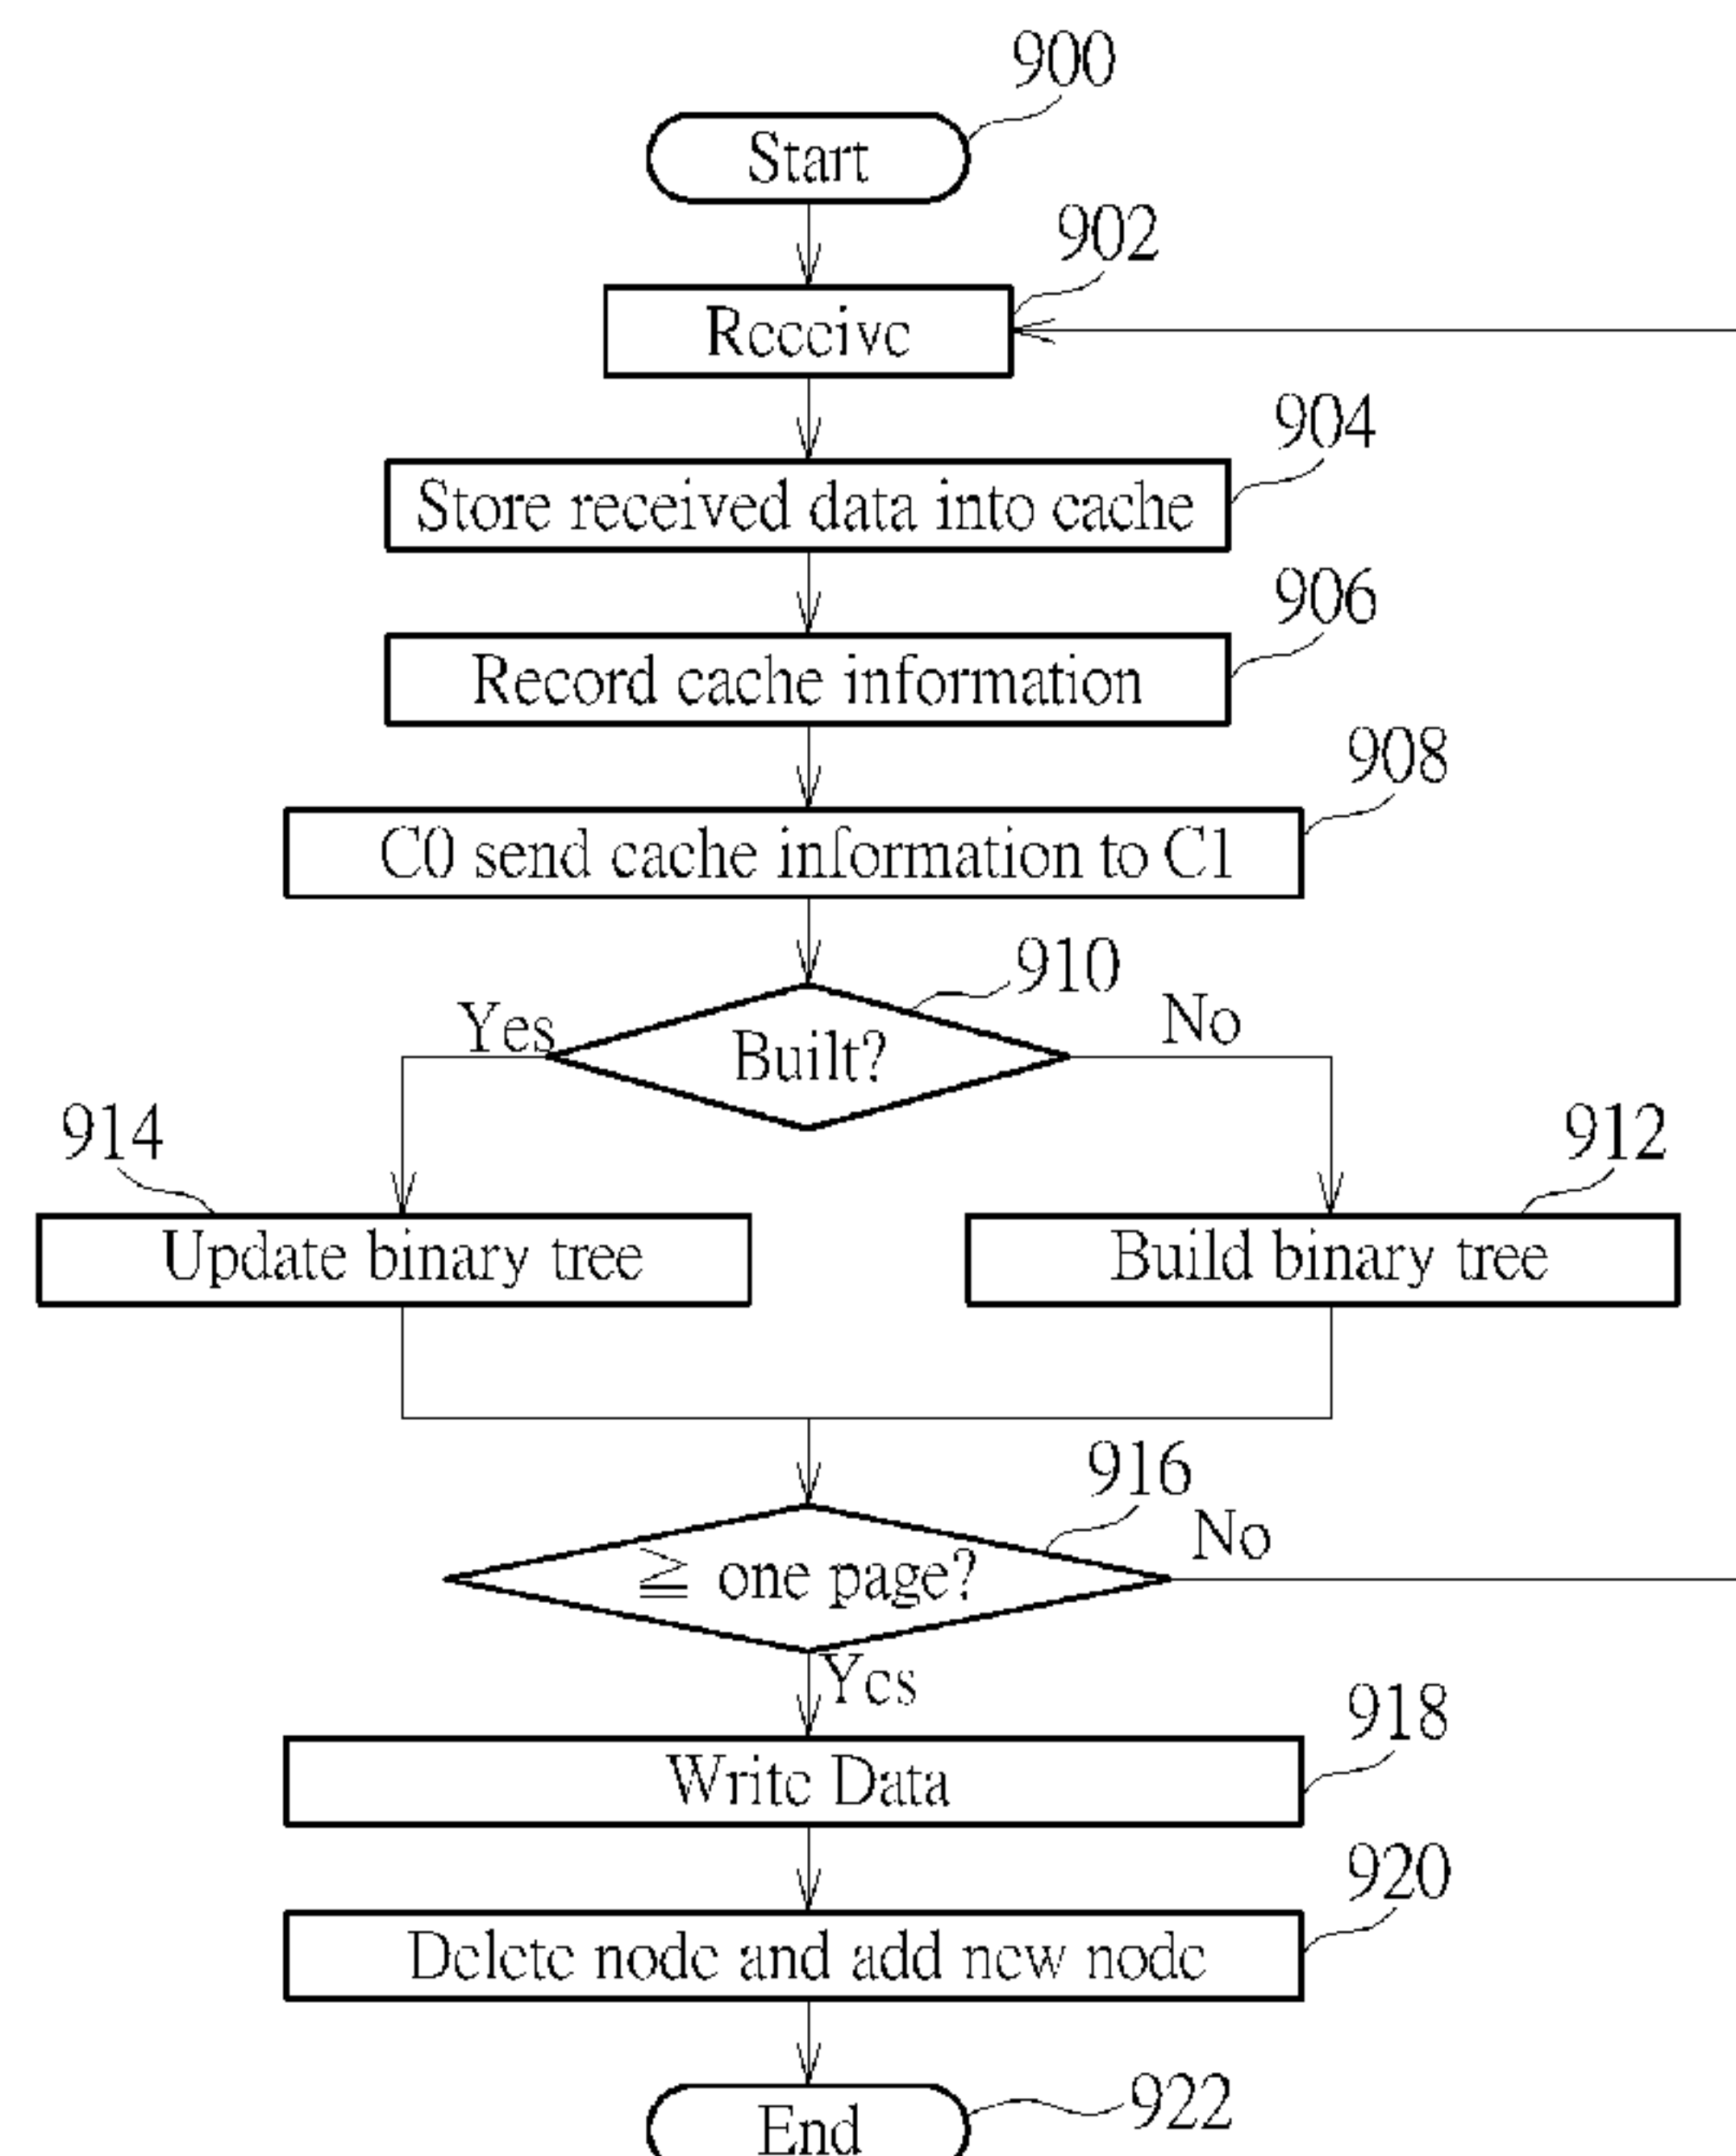 900
Start
902
Receive
904
Store received data into cache
906
Record cache information
908
C0 send cache information to C1
910
Yes
Built?
No
914
912
Update binary tree
Build binary tree
916
≧ one page?
No
Yes
918
Write Data
920
Delete node and add new node
922
End